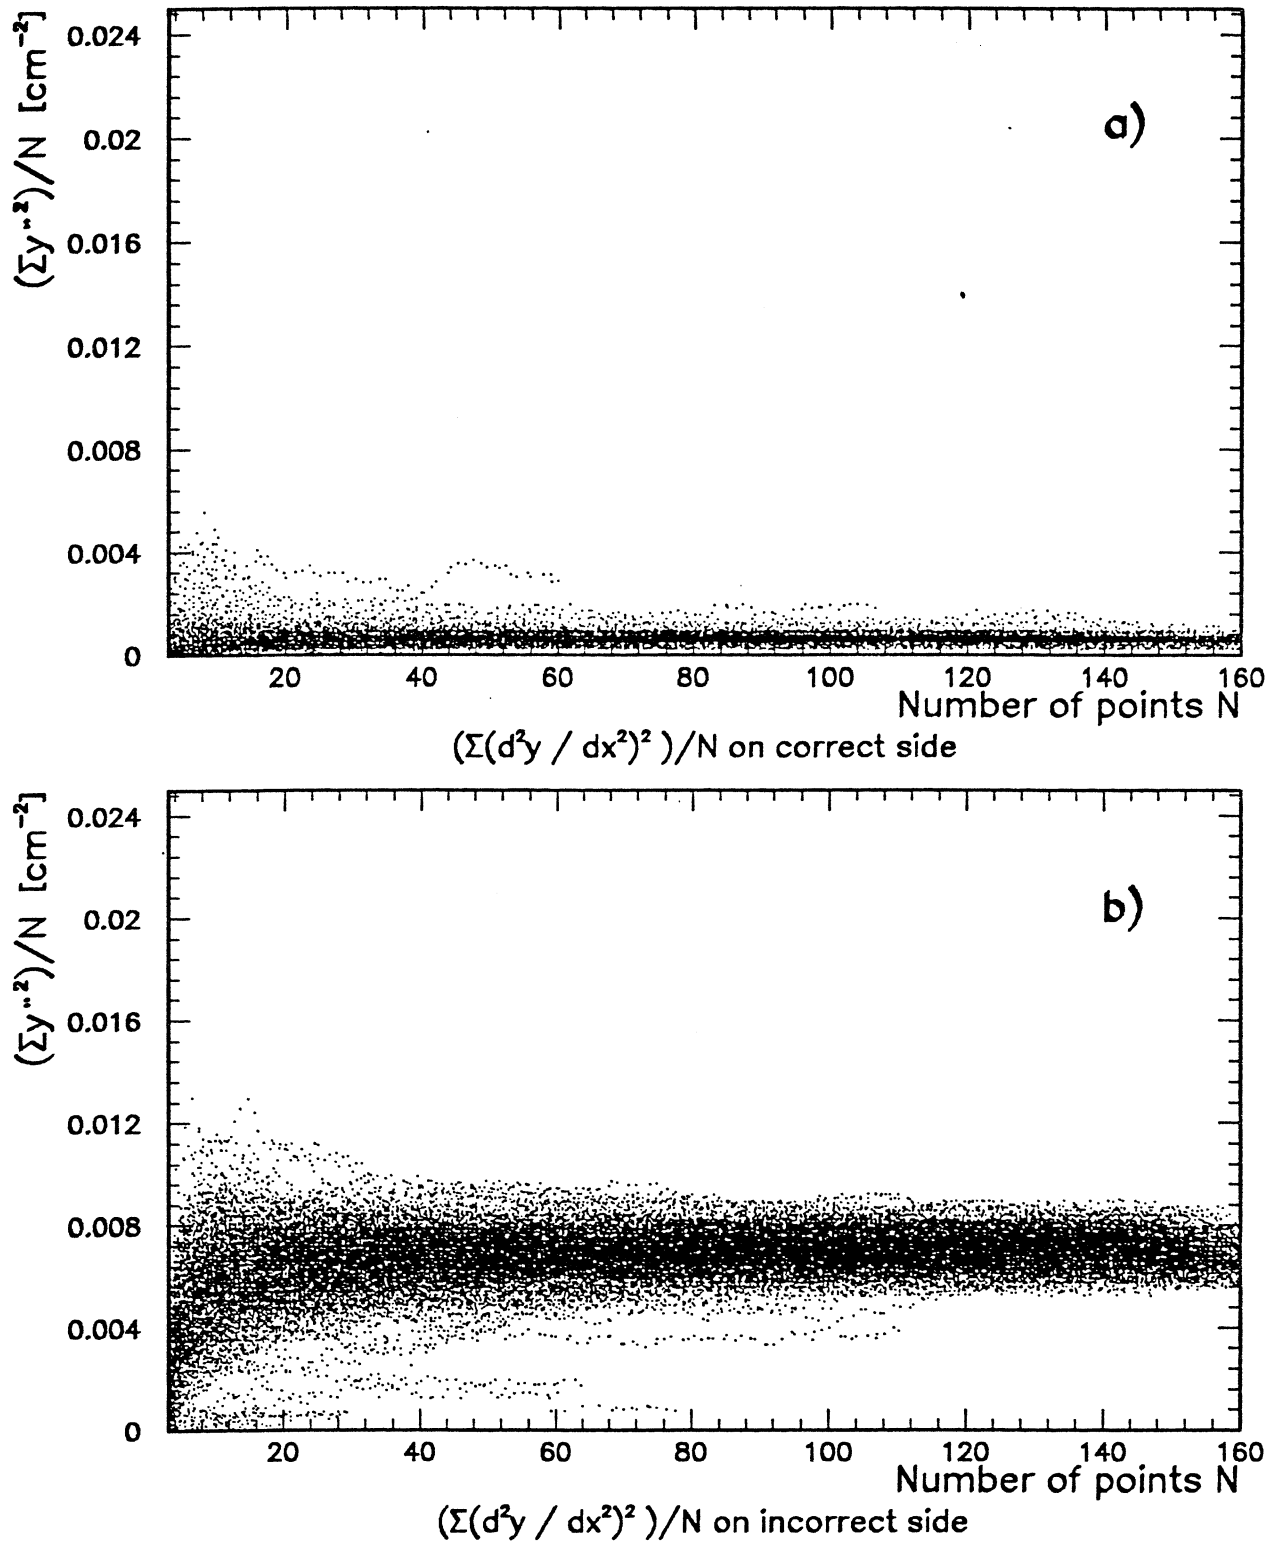 (Σy'' ²)/N [cm⁻²]
0.024
0.02
0.016
0.012
0.008
0.004
0
a)
20 40 60 80 100 120 140 160
Number of points N
(Σ(d²y / dx²)² )/N on correct side
(Σy'' ²)/N [cm⁻²]
0.024
0.02
0.016
0.012
0.008
0.004
0
b)
20 40 60 80 100 120 140 160
Number of points N
(Σ(d²y / dx²)² )/N on incorrect side